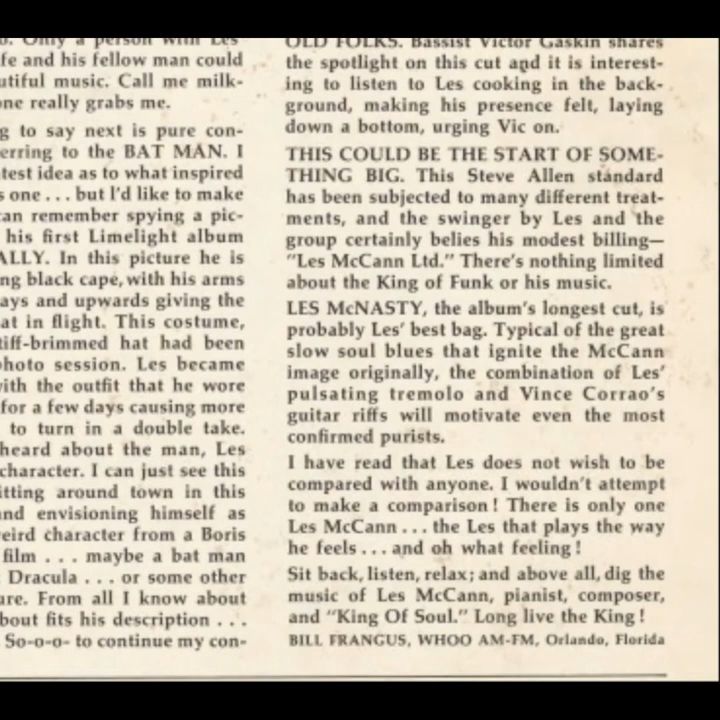 o. Only a person with Les
fe and his fellow man could
utiful music. Call me milk-
one really grabs me.
g to say next is pure con-
erring to the BAT MAN. I
test idea as to what inspired
s one . . . but I'd like to make
can remember spying a pic-
his first Limelight album
ALLY. In this picture he is
ng black cape, with his arms
ays and upwards giving the
at in flight. This costume,
tiff-brimmed hat had been
photo session. Les became
with the outfit that he wore
for a few days causing more
to turn in a double take.
heard about the man, Les
character. I can just see this
itting around town in this
and envisioning himself as
eird character from a Boris
film . . . maybe a bat man
Dracula . . . or some other
ure. From all I know about
bout fits his description . . .
So-o-o- to continue my con-
OLD FOLKS. Bassist Victor Gaskin shares
the spotlight on this cut and it is interest-
ing to listen to Les cooking in the back-
ground, making his presence felt, laying
down a bottom, urging Vic on.
THIS COULD BE THE START OF SOME-
THING BIG. This Steve Allen standard
has been subjected to many different treat-
ments, and the swinger by Les and the
group certainly belies his modest billing—
"Les McCann Ltd." There's nothing limited
about the King of Funk or his music.
LES McNASTY, the album's longest cut, is
probably Les' best bag. Typical of the great
slow soul blues that ignite the McCann
image originally, the combination of Les'
pulsating tremolo and Vince Corrao's
guitar riffs will motivate even the most
confirmed purists.
I have read that Les does not wish to be
compared with anyone. I wouldn't attempt
to make a comparison! There is only one
Les McCann . . . the Les that plays the way
he feels . . . and oh what feeling!
Sit back, listen, relax; and above all, dig the
music of Les McCann, pianist, composer,
and "King Of Soul." Long live the King!
BILL FRANGUS, WHOO AM-FM, Orlando, Florida